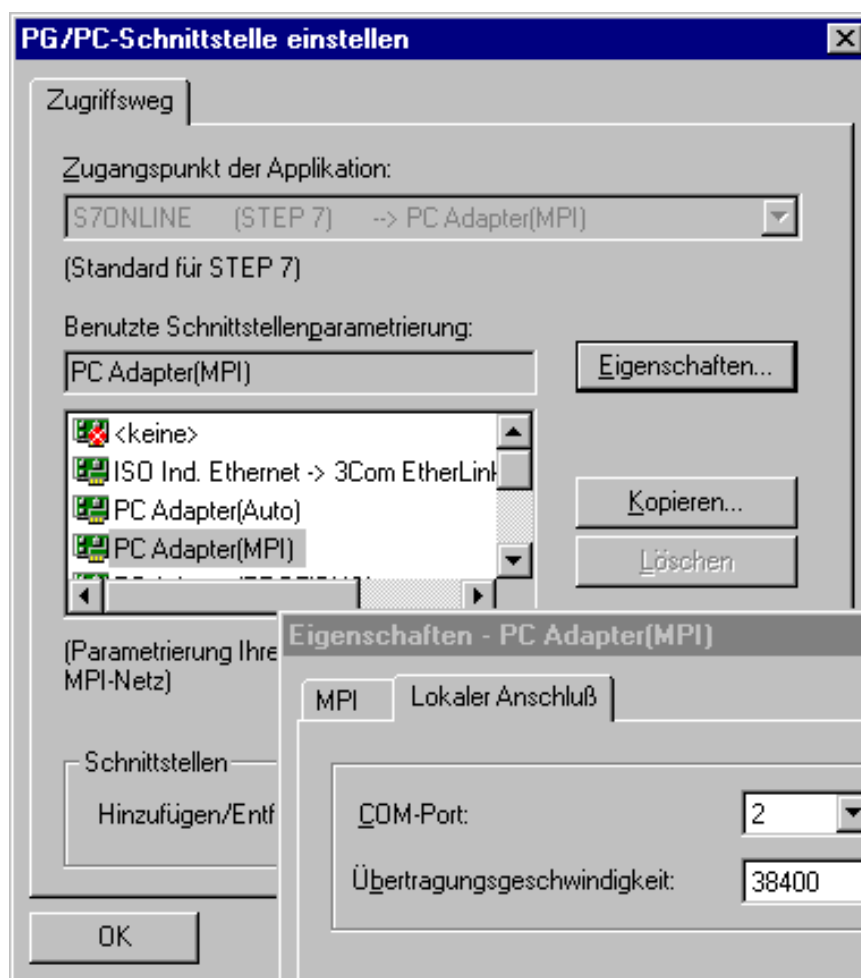 PG/PC-Schnittstelle einstellen
Zugriffsweg
Zugangspunkt der Applikation:
S7ONLINE (STEP 7) --> PC Adapter(MPI)
(Standard für STEP 7)
Benutzte Schnittstellenparametrierung:
PC Adapter(MPI)
Eigenschaften...
<keine>
ISO Ind. Ethernet -> 3Com EtherLink
PC Adapter(Auto)
PC Adapter(MPI)
Kopieren...
Löschen
(Parametrierung Ihre
MPI-Netz)
Schnittstellen
Hinzufügen/Entf
OK
Eigenschaften - PC Adapter(MPI)
MPI
Lokaler Anschluß
COM-Port:
2
Übertragungsgeschwindigkeit:
38400